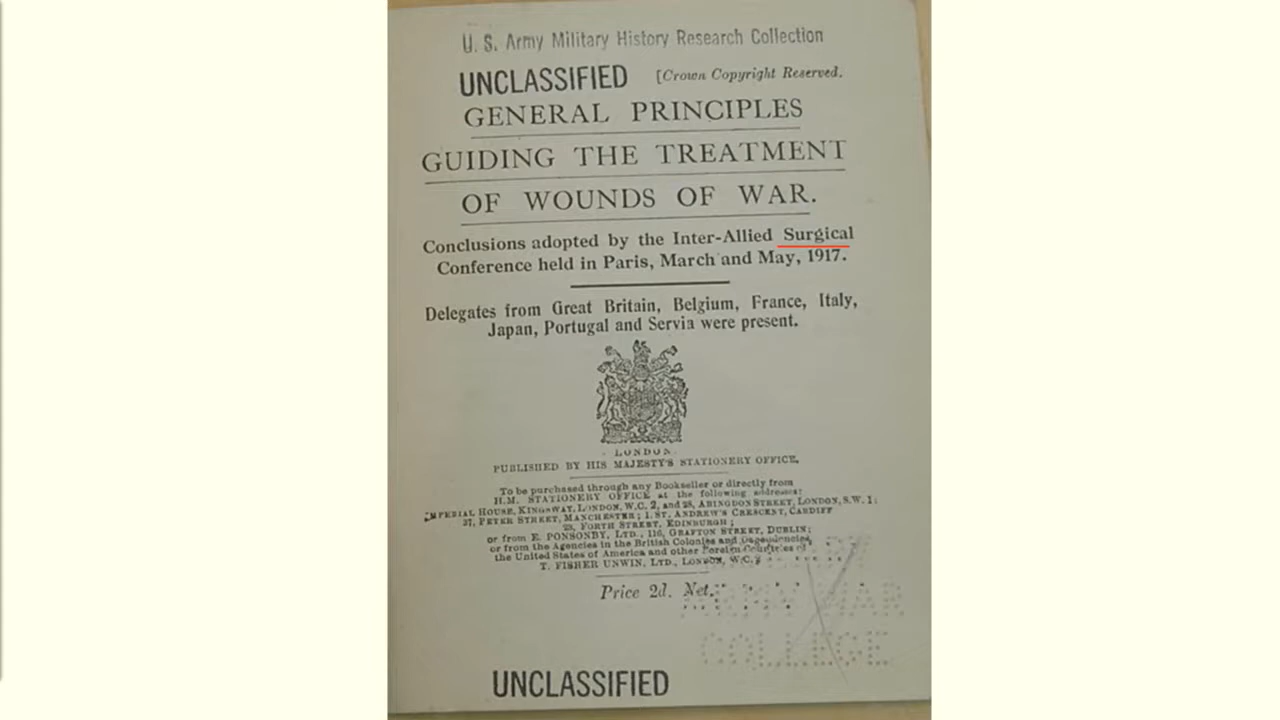 U. S. Army Military History Research Collection
UNCLASSIFIED [Crown Copyright Reserved.
GENERAL PRINCIPLES
GUIDING THE TREATMENT
OF WOUNDS OF WAR.
Conclusions adopted by the Inter-Allied Surgical
Conference held in Paris, March and May, 1917.
Delegates from Great Britain, Belgium, France, Italy,
Japan, Portugal and Servia were present.
LONDON
PUBLISHED BY HIS MAJESTY'S STATIONERY OFFICE.
To be purchased through any Bookseller or directly from
H.M. STATIONERY OFFICE at the following addresses:
IMPERIAL HOUSE, KINGSWAY, LONDON, W.C. 2, and 28, ABINGDON STREET, LONDON, S.W. 1;
37, PETER STREET, MANCHESTER; 1, ST. ANDREW'S CRESCENT, CARDIFF
23, FORTH STREET, EDINBURGH;
or from E. PONSONBY, LTD., 116, GRAFTON STREET, DUBLIN;
or from the Agencies in the British Colonies and Dependencies,
the United States of America and other Foreign Countries of
T. FISHER UNWIN, LTD., LONDON, W.C.
Price 2d. Net.
ARMY WAR
COLLEGE
UNCLASSIFIED